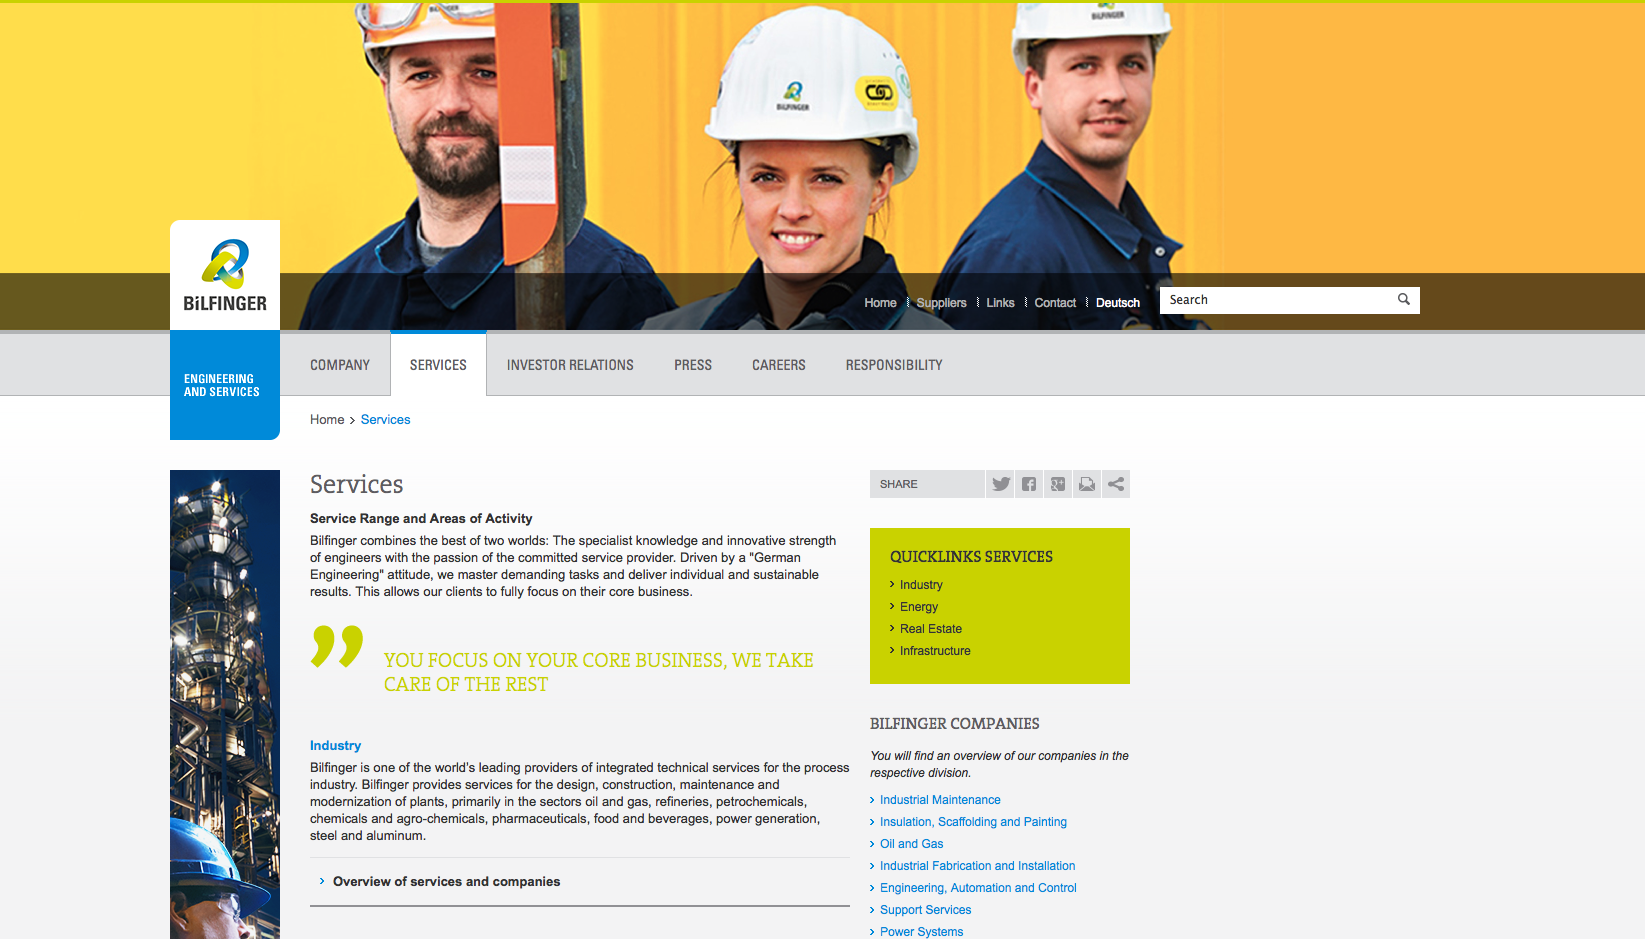 BILFINGER
BILFINGER
BiLFINGER
Home
Suppliers
Links
Contact
Deutsch
Search
ENGINEERING
AND SERVICES
COMPANY
SERVICES
INVESTOR RELATIONS
PRESS
CAREERS
RESPONSIBILITY
Home > Services
Services
Service Range and Areas of Activity
Bilfinger combines the best of two worlds: The specialist knowledge and innovative strength
of engineers with the passion of the committed service provider. Driven by a "German
Engineering" attitude, we master demanding tasks and deliver individual and sustainable
results. This allows our clients to fully focus on their core business.
” YOU FOCUS ON YOUR CORE BUSINESS, WE TAKE
CARE OF THE REST
Industry
Bilfinger is one of the world’s leading providers of integrated technical services for the process
industry. Bilfinger provides services for the design, construction, maintenance and
modernization of plants, primarily in the sectors oil and gas, refineries, petrochemicals,
chemicals and agro-chemicals, pharmaceuticals, food and beverages, power generation,
steel and aluminum.
› Overview of services and companies
SHARE
QUICKLINKS SERVICES
› Industry
› Energy
› Real Estate
› Infrastructure
BILFINGER COMPANIES
You will find an overview of our companies in the
respective division.
› Industrial Maintenance
› Insulation, Scaffolding and Painting
› Oil and Gas
› Industrial Fabrication and Installation
› Engineering, Automation and Control
› Support Services
› Power Systems